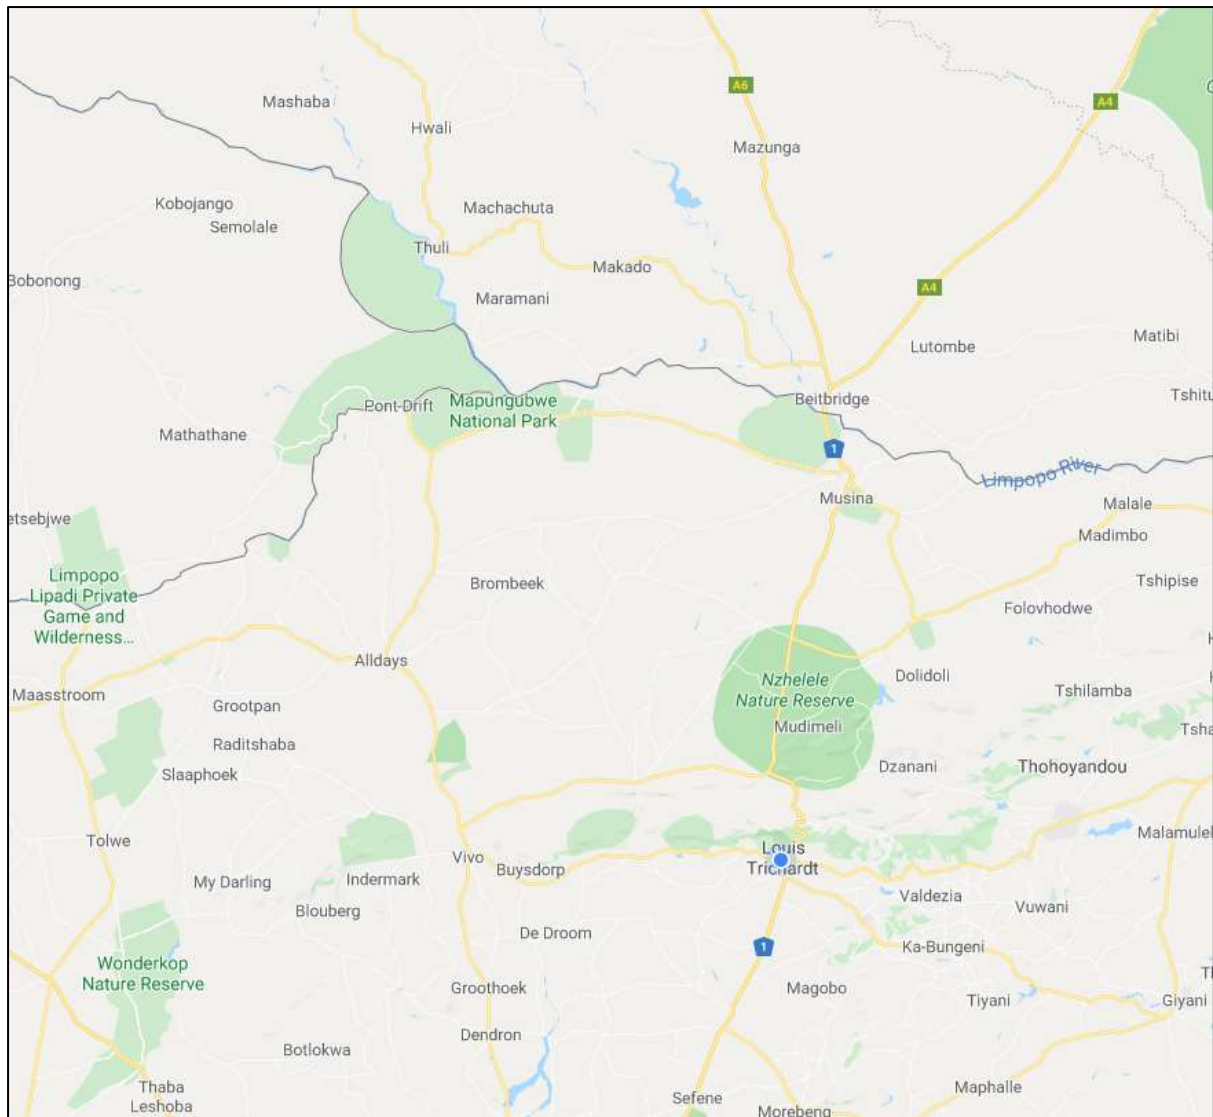 A6
A4
Mashaba
Hwali
Mazunga
Kobojango
Semolale
Machachuta
Thuli
Makado
Bobonong
A4
Maramani
Matibi
Lutombe
Tshitu
Beitbridge
Pont-Drift
Mapungubwe
National Park
Mathathane
1
Limpopo River
Musina
Malale
etsebjwe
Madimbo
Limpopo
Lipadi Private
Game and
Wilderness...
Brombeek
Tshipise
Folovhodwe
Alldays
Maasstroom
Grootpan
Nzhelele
Nature Reserve
Dolidoli
Tshilamba
Mudimeli
Tsha
Raditshaba
Slaaphoek
Dzanani
Thohoyandou
Tolwe
Malamulel
Louis
Trichardt
Vivo
Buysdorp
My Darling
Indermark
Valdezia
Vuwani
Blouberg
De Droom
1
Ka-Bungeni
Wonderkop
Nature Reserve
Groothoek
Magobo
Tiyani
Giyani
Dendron
Botlokwa
Thaba
Leshoba
Sefene
Morebeng
Maphalle